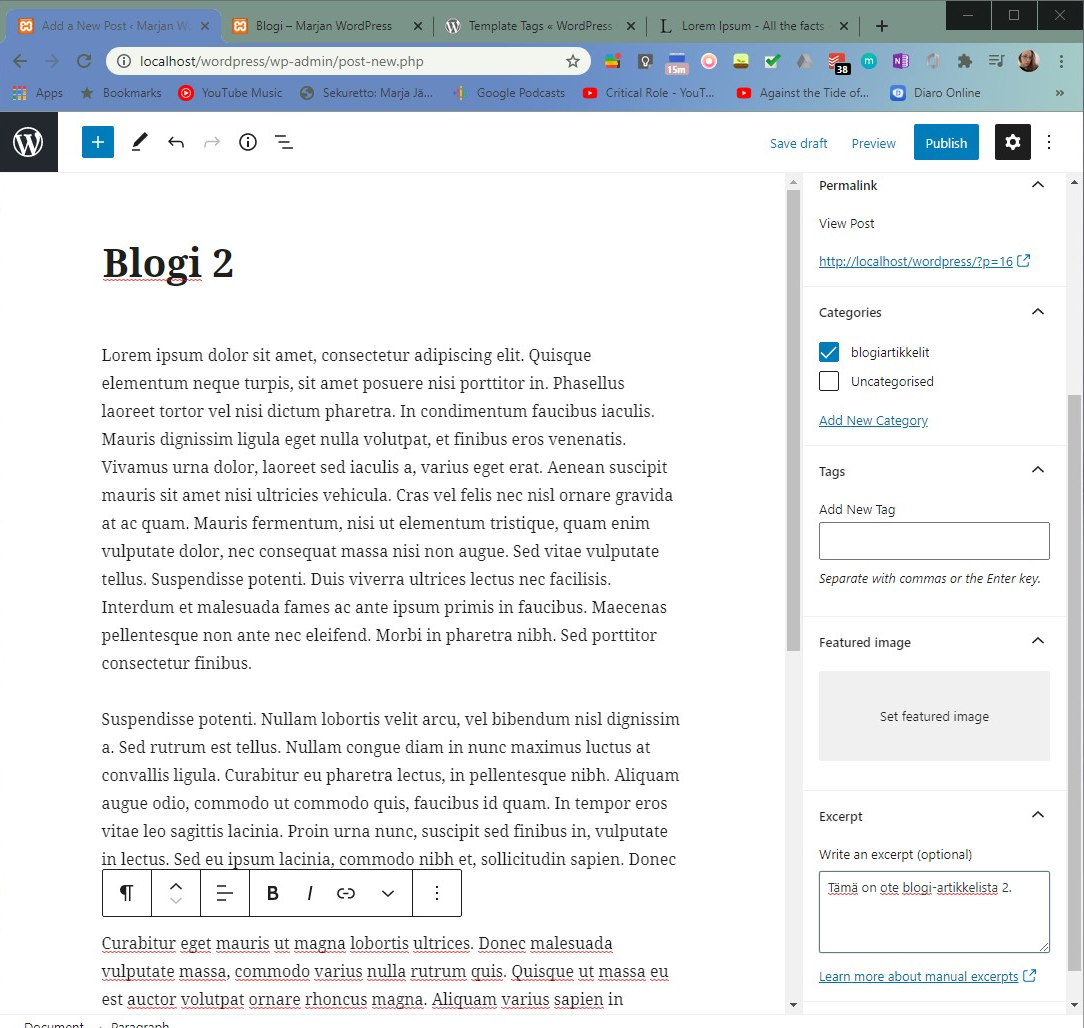 Add a New Post ‹ Marjan W
Blogi – Marjan WordPress
Template Tags « WordPress
Lorem Ipsum - All the facts
localhost/wordpress/wp-admin/post-new.php
15m
38
Apps
Bookmarks
YouTube Music
Sekuretto: Marja Jä...
Google Podcasts
Critical Role - YouT...
Against the Tide of...
Diaro Online
»
Save draft
Preview
Publish
Blogi 2
Lorem ipsum dolor sit amet, consectetur adipiscing elit. Quisque
elementum neque turpis, sit amet posuere nisi porttitor in. Phasellus
laoreet tortor vel nisi dictum pharetra. In condimentum faucibus iaculis.
Mauris dignissim ligula eget nulla volutpat, et finibus eros venenatis.
Vivamus urna dolor, laoreet sed iaculis a, varius eget erat. Aenean suscipit
mauris sit amet nisi ultricies vehicula. Cras vel felis nec nisl ornare gravida
at ac quam. Mauris fermentum, nisi ut elementum tristique, quam enim
vulputate dolor, nec consequat massa nisi non augue. Sed vitae vulputate
tellus. Suspendisse potenti. Duis viverra ultrices lectus nec facilisis.
Interdum et malesuada fames ac ante ipsum primis in faucibus. Maecenas
pellentesque non ante nec eleifend. Morbi in pharetra nibh. Sed porttitor
consectetur finibus.
Suspendisse potenti. Nullam lobortis velit arcu, vel bibendum nisl dignissim
a. Sed rutrum est tellus. Nullam congue diam in nunc maximus luctus at
convallis ligula. Curabitur eu pharetra lectus, in pellentesque nibh. Aliquam
augue odio, commodo ut commodo quis, faucibus id quam. In tempor eros
vitae leo sagittis lacinia. Proin urna nunc, suscipit sed finibus in, vulputate
in lectus. Sed eu ipsum lacinia, commodo nibh et, sollicitudin sapien. Donec
B I
Curabitur eget mauris ut magna lobortis ultrices. Donec malesuada
vulputate massa, commodo varius nulla rutrum quis. Quisque ut massa eu
est auctor volutpat ornare rhoncus magna. Aliquam varius sapien in
Document → Paragraph
Permalink
View Post
http://localhost/wordpress/?p=16
Categories
blogiartikkelit
Uncategorised
Add New Category
Tags
Add New Tag
Separate with commas or the Enter key.
Featured image
Set featured image
Excerpt
Write an excerpt (optional)
Tämä on ote blogi-artikkelista 2.
Learn more about manual excerpts